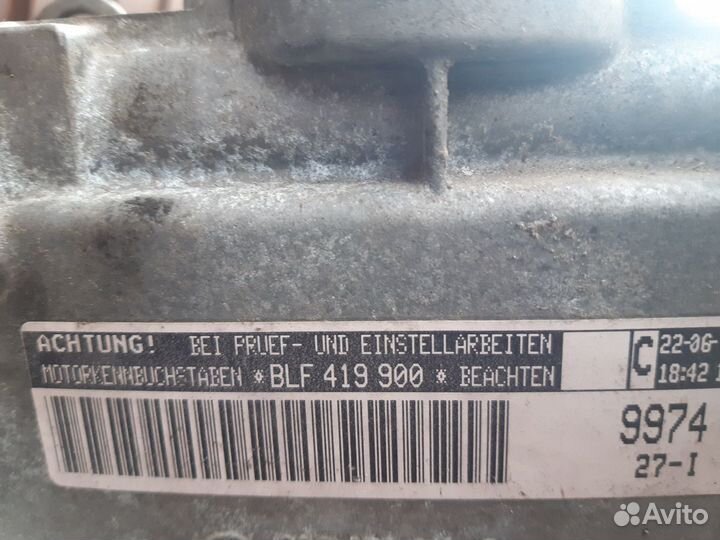 ACHTUNG! BEI PRUEF- UND EINSTELLARBEITEN
MOTORKENNBUCHSTABEN * BLF 419 900 * BEACHTEN
C
22-06-
18:42
9974
27-I
Avito